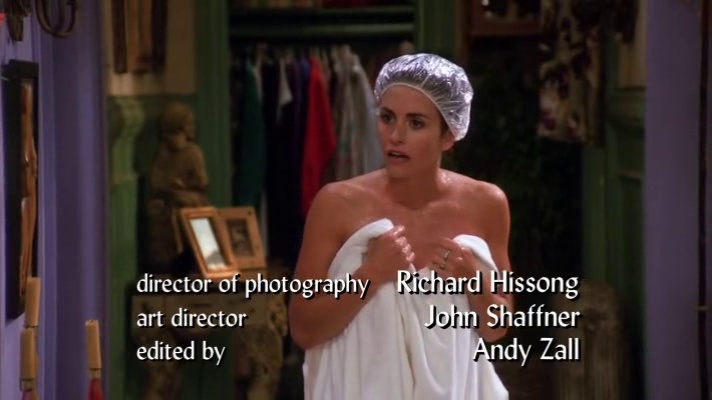 director of photography Richard Hissong
art director John Shaffner
edited by Andy Zall